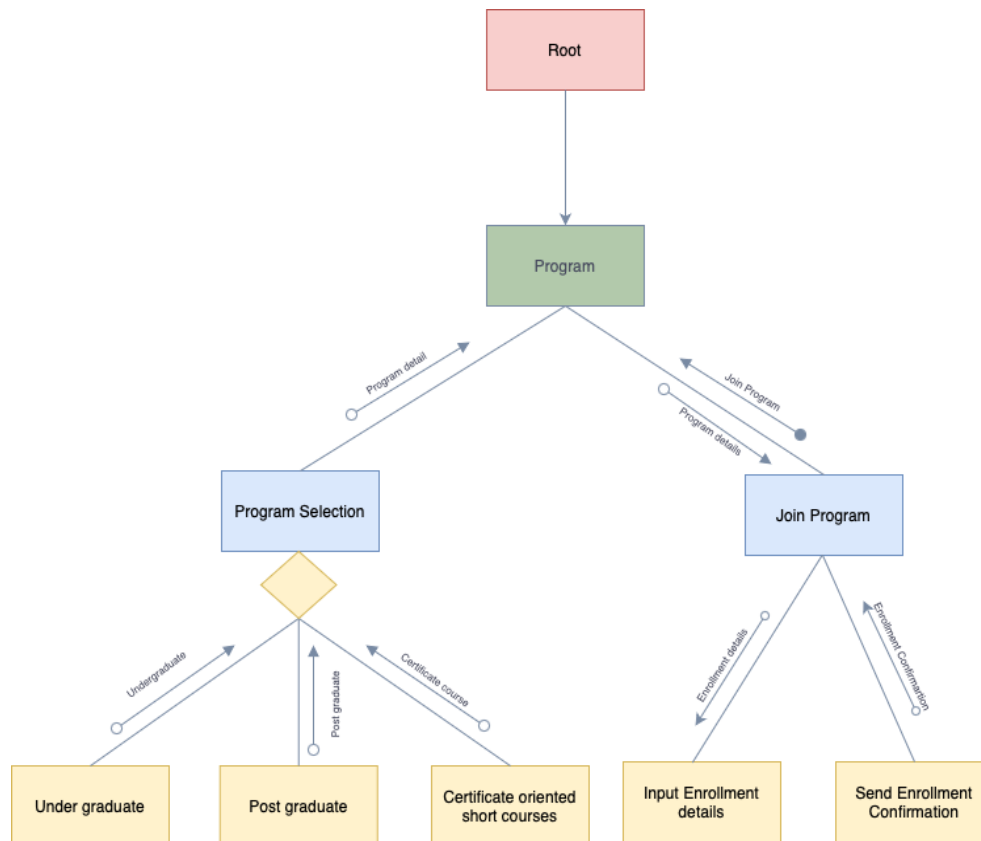 Root
Program
Program detail
Join Program
Program details
Program Selection
Join Program
Undergraduate
Post graduate
Certificate course
Enrollment details
Enrollment Confirmartion
Under graduate
Post graduate
Certificate oriented
short courses
Input Enrollment
details
Send Enrollment
Confirmation